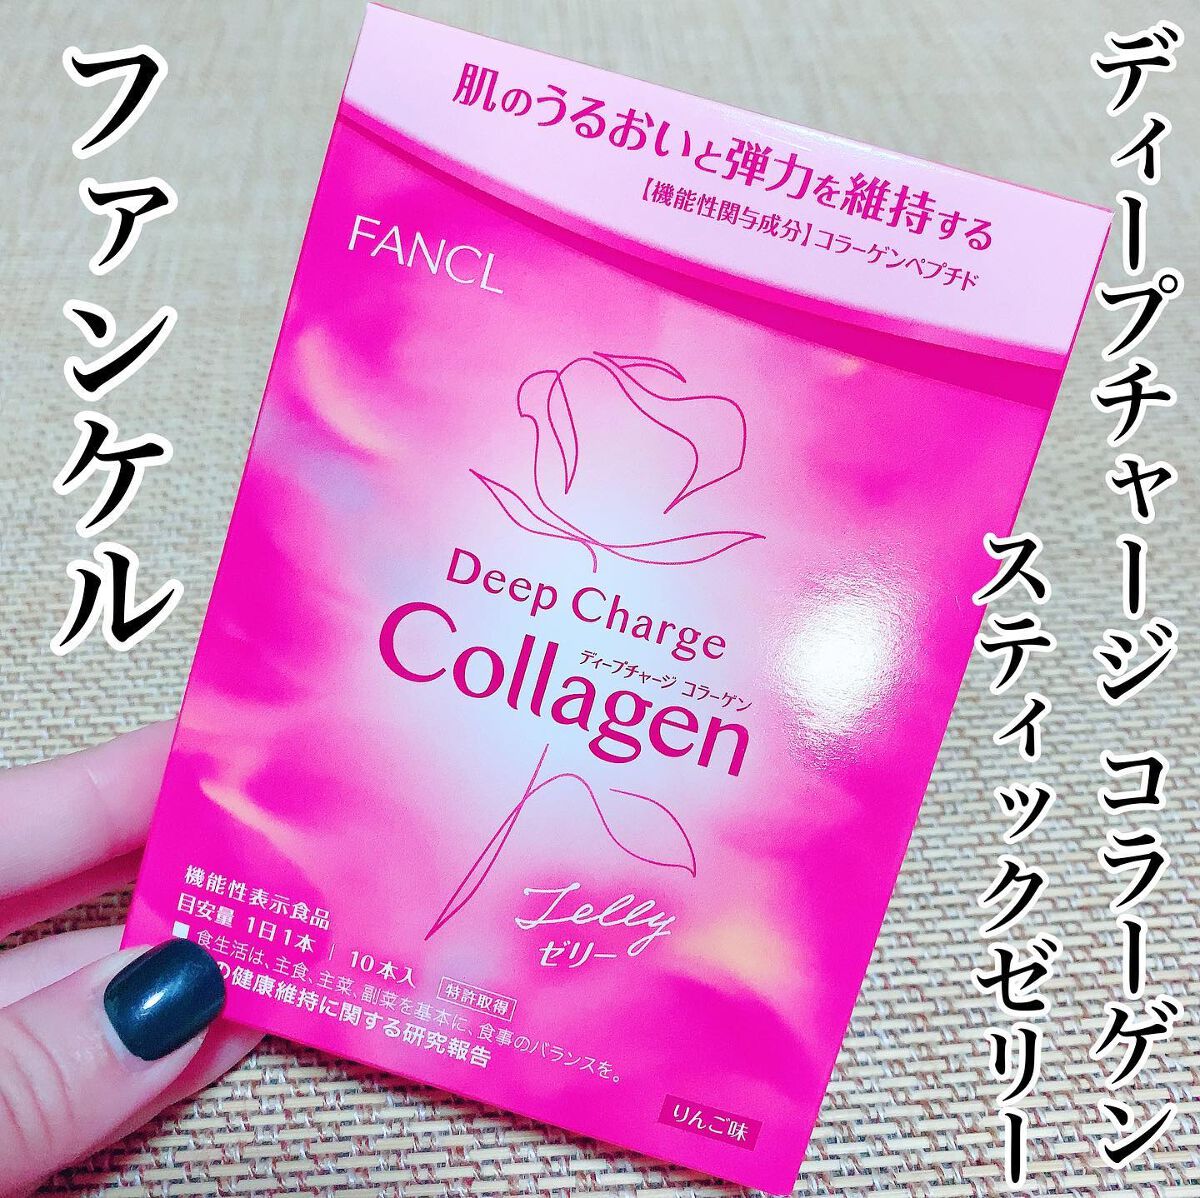 ファンケル
ディープチャージ コラーゲン
スティックゼリー
肌のうるおいと弾力を維持する
【機能性関与成分】コラーゲンペプチド
FANCL
Deep Charge
Collagen
ディープチャージ コラーゲン
Jelly
ゼリー
機能性表示食品
目安量 1日1本 | 10本入
特許取得
食生活は、主食、主菜、副菜を基本に、食事のバランスを。
の健康維持に関する研究報告
りんご味